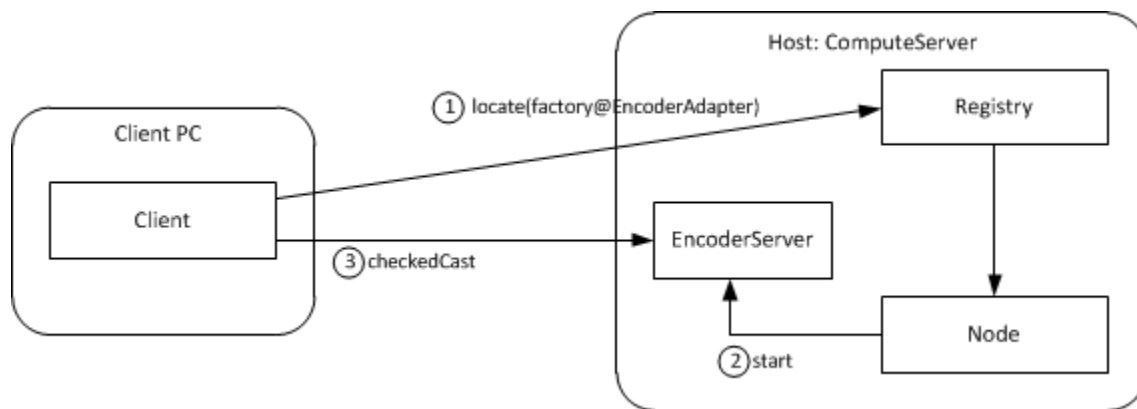 Host: ComputeServer
1 locate(factory@EncoderAdapter)
Registry
Client PC
Client
EncoderServer
3 checkedCast
Node
2 start